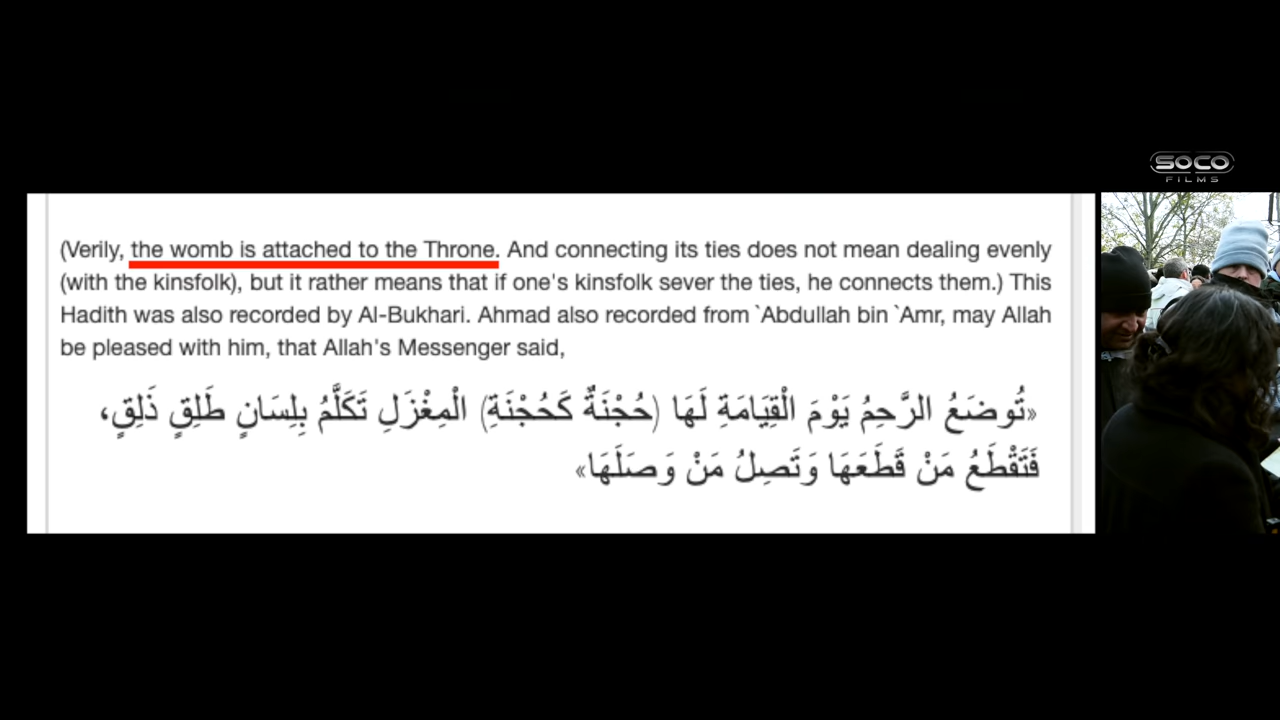 SOCO
FILMS
(Verily, the womb is attached to the Throne. And connecting its ties does not mean dealing evenly
(with the kinsfolk), but it rather means that if one's kinsfolk sever the ties, he connects them.) This
Hadith was also recorded by Al-Bukhari. Ahmad also recorded from `Abdullah bin `Amr, may Allah
be pleased with him, that Allah's Messenger said,
«تُوضَعُ الرَّحِمُ يَوْمَ الْقِيَامَةِ لَهَا (حُجْنَةٌ كَحُجْنَةِ) الْمِغْزَلِ تَكَلَّمُ بِلِسَانٍ طَلِقٍ ذَلِقٍ،
فَتَقْطَعُ مَنْ قَطَعَهَا وَتَصِلُ مَنْ وَصَلَهَا»